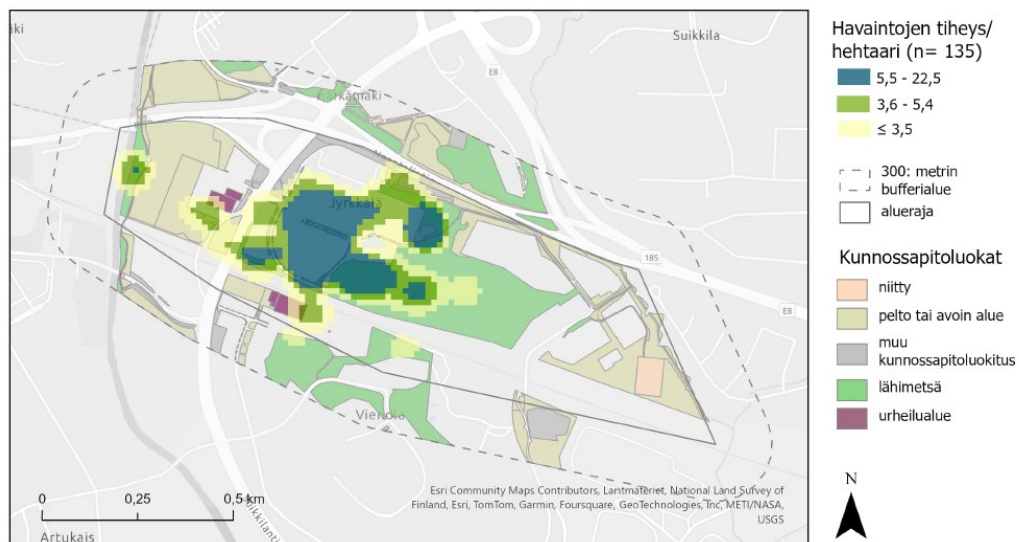 äki
Suikkila
E8
Jyrkkälä
185
E8
Vienola
0
0,25
0,5 km
Artukais
Esri Community Maps Contributors, Lantmäteriet, National Land Survey of
Finland, Esri, TomTom, Garmin, Foursquare, GeoTechnologies, Inc, METI/NASA,
USGS
Havaintojen tiheys/
hehtaari (n= 135)
5,5 - 22,5
3,6 - 5,4
≤ 3,5
300: metrin
bufferialue
alueraja
Kunnossapitoluokat
niitty
pelto tai avoin alue
muu
kunnossapitoluokitus
lähimetsä
urheilualue
N